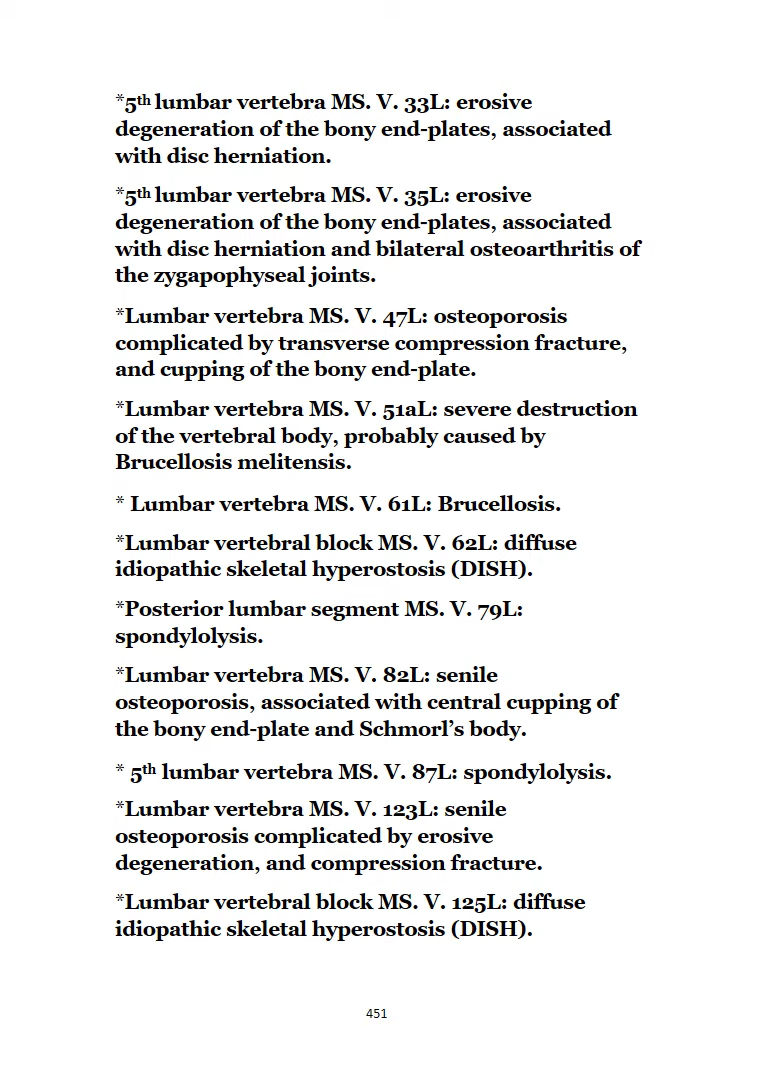 *5th lumbar vertebra MS. V. 33L: erosive
degeneration of the bony end-plates, associated
with disc herniation.
*5th lumbar vertebra MS. V. 35L: erosive
degeneration of the bony end-plates, associated
with disc herniation and bilateral osteoarthritis of
the zygapophyseal joints.
*Lumbar vertebra MS. V. 47L: osteoporosis
complicated by transverse compression fracture,
and cupping of the bony end-plate.
*Lumbar vertebra MS. V. 51aL: severe destruction
of the vertebral body, probably caused by
Brucellosis melitensis.
* Lumbar vertebra MS. V. 61L: Brucellosis.
*Lumbar vertebral block MS. V. 62L: diffuse
idiopathic skeletal hyperostosis (DISH).
*Posterior lumbar segment MS. V. 79L:
spondylolysis.
*Lumbar vertebra MS. V. 82L: senile
osteoporosis, associated with central cupping of
the bony end-plate and Schmorl’s body.
* 5th lumbar vertebra MS. V. 87L: spondylolysis.
*Lumbar vertebra MS. V. 123L: senile
osteoporosis complicated by erosive
degeneration, and compression fracture.
*Lumbar vertebral block MS. V. 125L: diffuse
idiopathic skeletal hyperostosis (DISH).
451